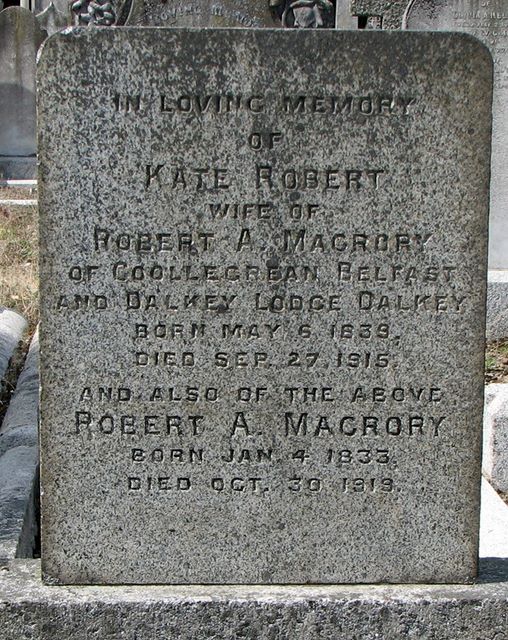 IN LOVING MEMORY
OF
KATE ROBERT
WIFE OF
ROBERT A. MACRORY
OF COOLLEGREAN BELFAST
AND DALKEY LODGE DALKEY
BORN MAY 6 1839.
DIED SEP. 27, 1915.
AND ALSO OF THE ABOVE
ROBERT A. MACRORY
BORN JAN 4 1833.
DIED OCT. 30 1919.